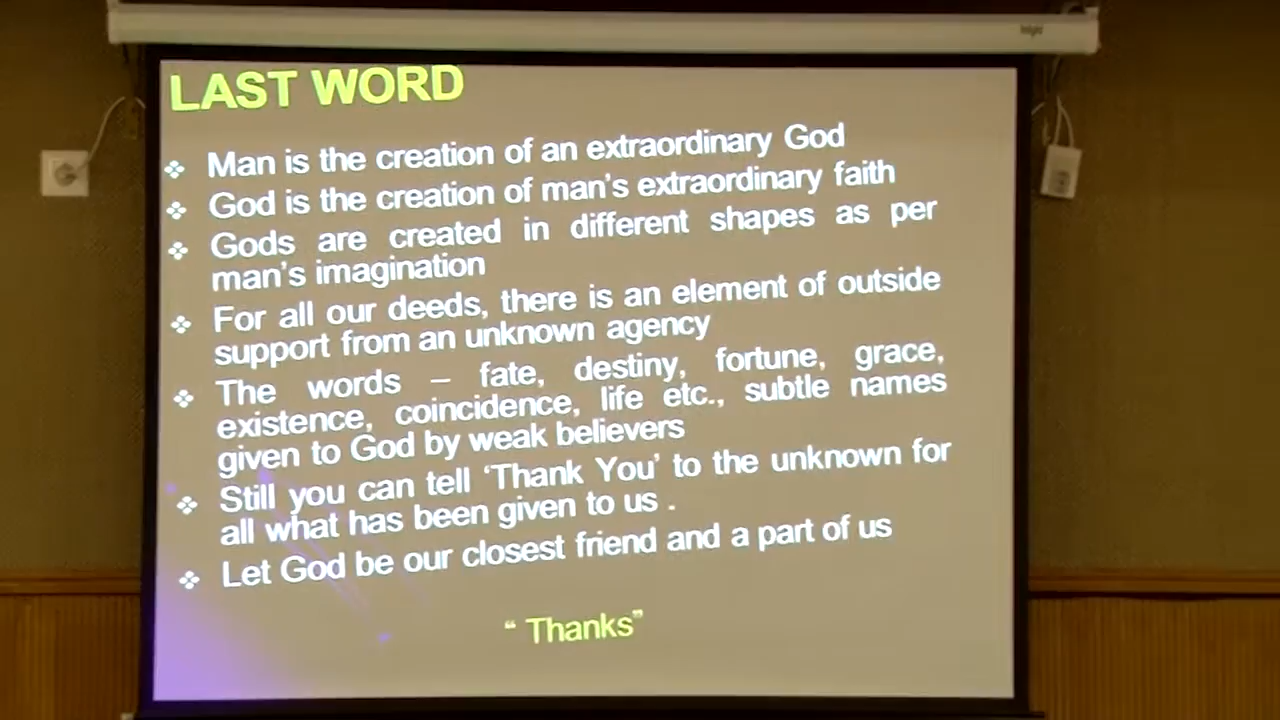 LAST WORD
❖ Man is the creation of an extraordinary God
❖ God is the creation of man's extraordinary faith
❖ Gods are created in different shapes as per
man's imagination
❖ For all our deeds, there is an element of outside
support from an unknown agency
❖ The words – fate, destiny, fortune, grace,
existence, coincidence, life etc., subtle names
given to God by weak believers
❖ Still you can tell ‘Thank You’ to the unknown for
all what has been given to us .
❖ Let God be our closest friend and a part of us
“ Thanks”